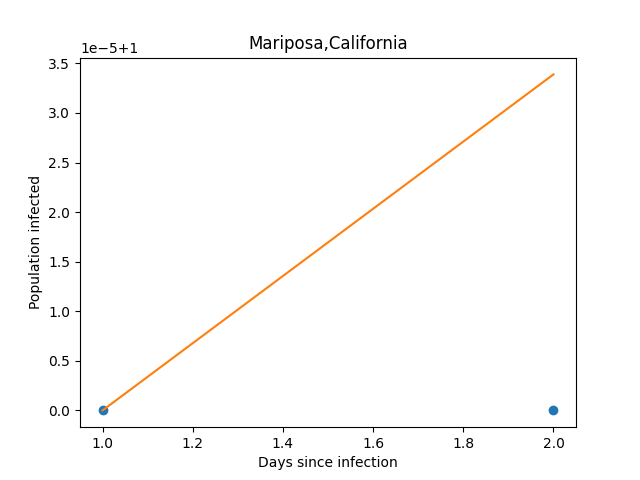 Mariposa,California
1e−5+1
3.5
3.0
2.5
2.0
1.5
1.0
0.5
0.0
Population infected
1.0 1.2 1.4 1.6 1.8 2.0
Days since infection